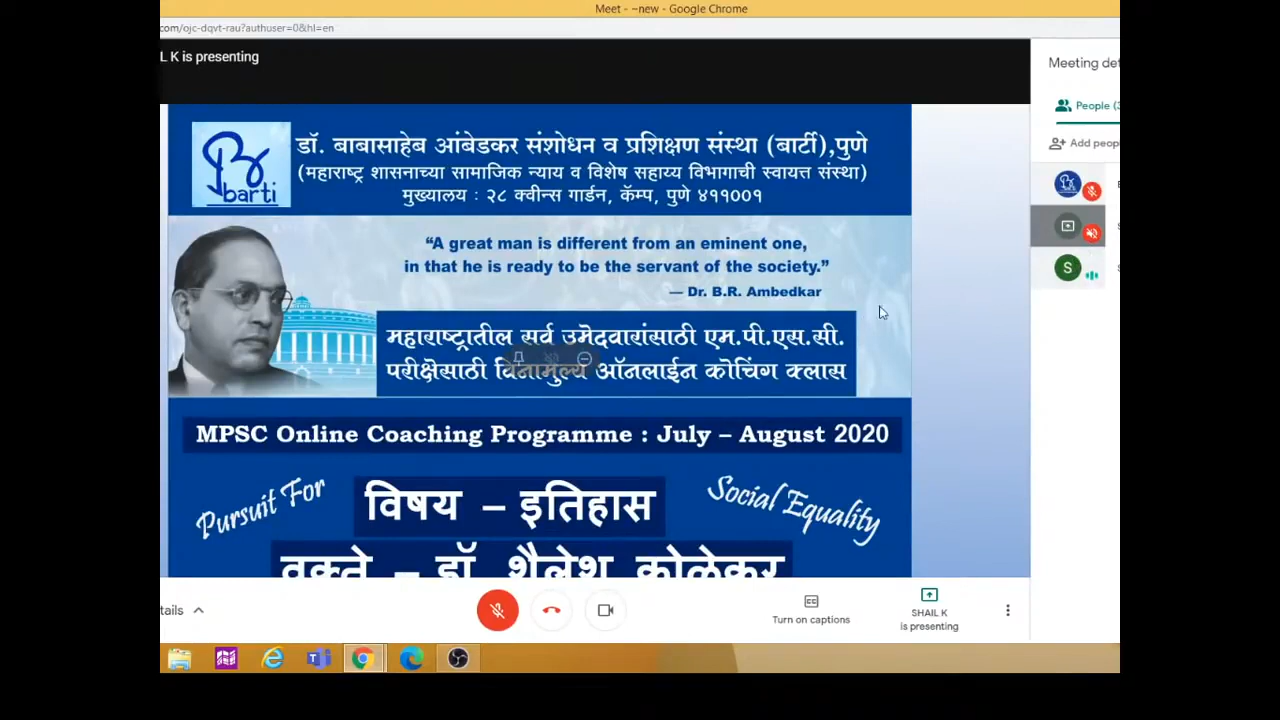 Meet - ~new - Google Chrome
com/ojc-dqvt-rau?authuser=0&hl=en
L K is presenting
Meeting det
People (3
Add peopl
barti
डॉ. बाबासाहेब आंबेडकर संशोधन व प्रशिक्षण संस्था (बार्टी),पुणे
(महाराष्ट्र शासनाच्या सामाजिक न्याय व विशेष सहाय्य विभागाची स्वायत्त संस्था)
मुख्यालय : २८ क्वीन्स गार्डन, कॅम्प, पुणे ४११००१
“A great man is different from an eminent one,
in that he is ready to be the servant of the society.”
— Dr. B.R. Ambedkar
महाराष्ट्रातील सर्व उमेदवारांसाठी एम.पी.एस.सी.
परीक्षेसाठी विनामुल्य ऑनलाईन कोचिंग क्लास
MPSC Online Coaching Programme : July – August 2020
Pursuit For
विषय – इतिहास
Social Equality
वक्ते – डॉ शैलेश कोळेकर
S
tails
Turn on captions
SHAIL K
is presenting